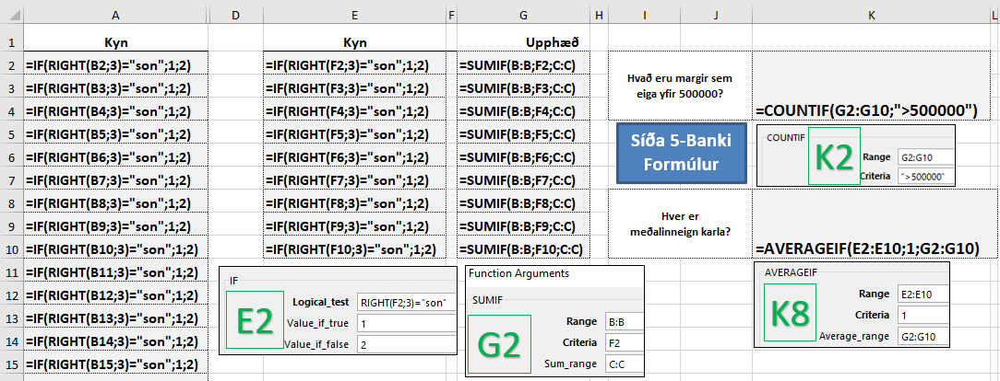 A D E F G H I J K L
1 Kyn Kyn Upphæð
2 =IF(RIGHT(B2;3)="son";1;2) =IF(RIGHT(F2;3)="son";1;2) =SUMIF(B:B;F2;C:C)
3 =IF(RIGHT(B3;3)="son";1;2) =IF(RIGHT(F3;3)="son";1;2) =SUMIF(B:B;F3;C:C)
4 =IF(RIGHT(B4;3)="son";1;2) =IF(RIGHT(F4;3)="son";1;2) =SUMIF(B:B;F4;C:C)
5 =IF(RIGHT(B5;3)="son";1;2) =IF(RIGHT(F5;3)="son";1;2) =SUMIF(B:B;F5;C:C)
6 =IF(RIGHT(B6;3)="son";1;2) =IF(RIGHT(F6;3)="son";1;2) =SUMIF(B:B;F6;C:C)
7 =IF(RIGHT(B7;3)="son";1;2) =IF(RIGHT(F7;3)="son";1;2) =SUMIF(B:B;F7;C:C)
8 =IF(RIGHT(B8;3)="son";1;2) =IF(RIGHT(F8;3)="son";1;2) =SUMIF(B:B;F8;C:C)
9 =IF(RIGHT(B9;3)="son";1;2) =IF(RIGHT(F9;3)="son";1;2) =SUMIF(B:B;F9;C:C)
10 =IF(RIGHT(B10;3)="son";1;2) =IF(RIGHT(F10;3)="son";1;2) =SUMIF(B:B;F10;C:C)
11 =IF(RIGHT(B11;3)="son";1;2)
12 =IF(RIGHT(B12;3)="son";1;2)
13 =IF(RIGHT(B13;3)="son";1;2)
14 =IF(RIGHT(B14;3)="son";1;2)
15 =IF(RIGHT(B15;3)="son";1;2)
IF
E2
Logical_test RIGHT(F2;3)="son"
Value_if_true 1
Value_if_false 2
Function Arguments
SUMIF
G2
Range B:B
Criteria F2
Sum_range C:C
Hvað eru margir sem
eiga yfir 500000?
=COUNTIF(G2:G10;">500000")
Síða 5-Banki
Formúlur
COUNTIF
K2
Range G2:G10
Criteria ">500000"
Hver er
meðalinneign karla?
=AVERAGEIF(E2:E10;1;G2:G10)
AVERAGEIF
K8
Range E2:E10
Criteria 1
Average_range G2:G10